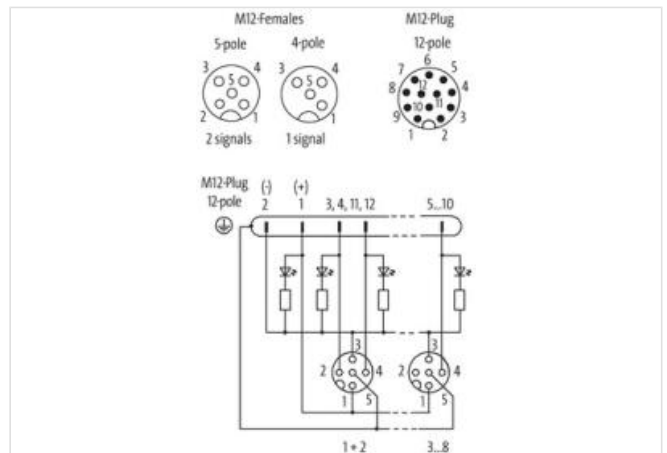 M12-Females M12-Plug
5-pole 4-pole 12-pole
3 4 3 4 7 6 5
5 5 8 12 4
2 1 1 9 10 11 3
1 2
2 signals 1 signal
M12-Plug (-) (+)
12-pole 2 1 3, 4, 11, 12 5...10
3 3
2 4 2 4
1 5 1 5
1 + 2 3...8